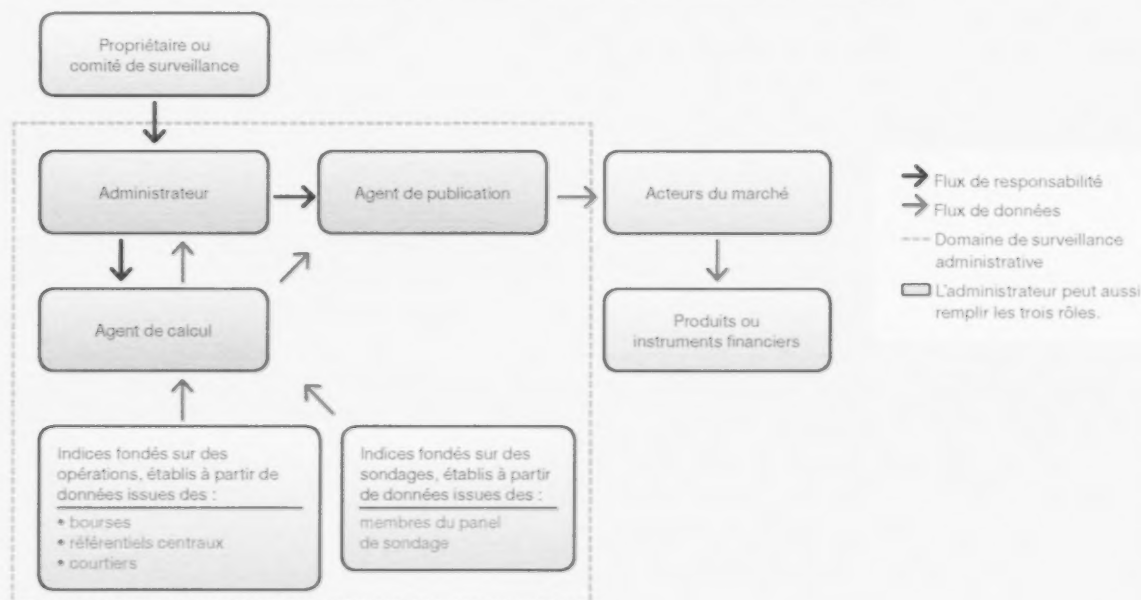 Propriétaire ou
comité de surveillance
Administrateur
Agent de publication
Acteurs du marché
Agent de calcul
Produits ou
instruments financiers
Indices fondés sur des
opérations, établis à partir de
données issues des :
• bourses
• référentiels centraux
• courtiers
Indices fondés sur des
sondages, établis à partir
de données issues des :
membres du panel
de sondage
Flux de responsabilité
Flux de données
Domaine de surveillance
administrative
L'administrateur peut aussi
remplir les trois rôles.